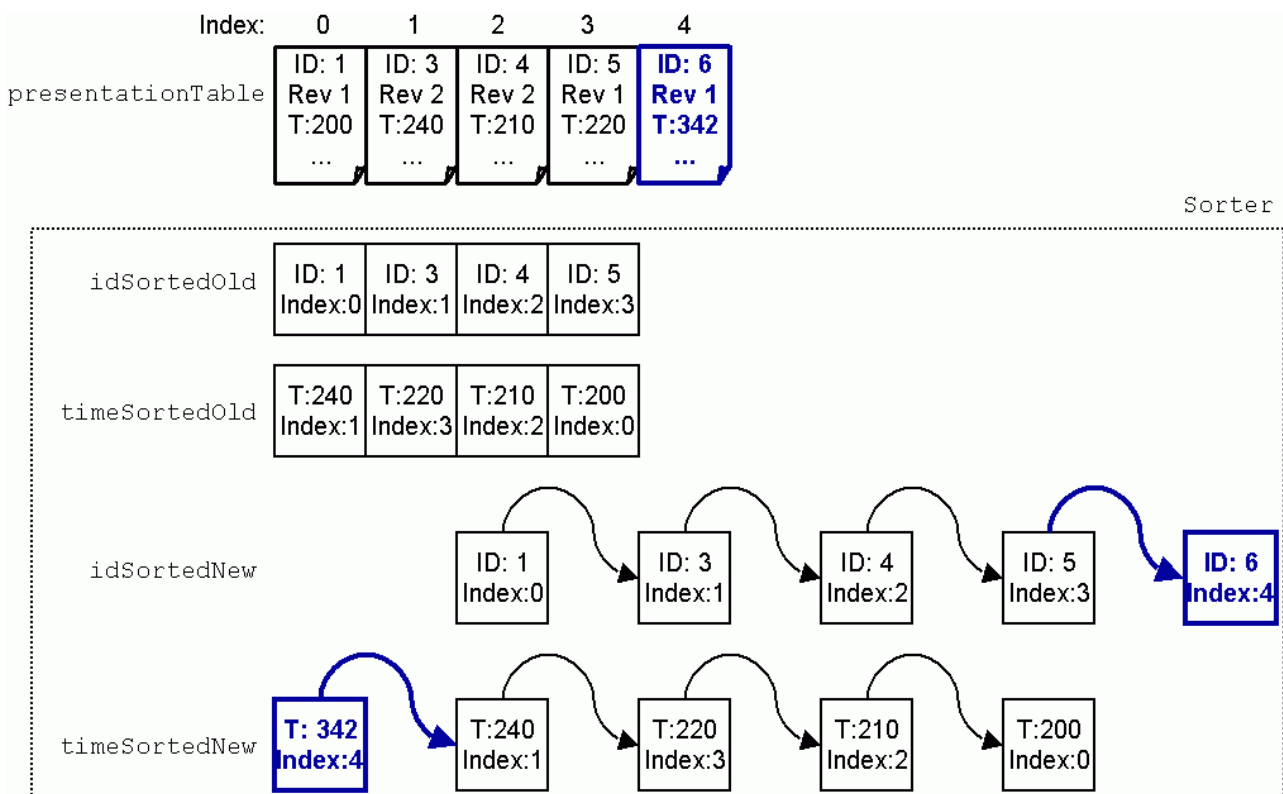 Index: 0 1 2 3 4
presentationTable
ID: 1 ID: 3 ID: 4 ID: 5 ID: 6
Rev 1 Rev 2 Rev 2 Rev 1 Rev 1
T:200 T:240 T:210 T:220 T:342
... ... ... ... ...
Sorter
idSortedOld
ID: 1 ID: 3 ID: 4 ID: 5
Index:0 Index:1 Index:2 Index:3
timeSortedOld
T:240 T:220 T:210 T:200
Index:1 Index:3 Index:2 Index:0
idSortedNew
ID: 1 ID: 3 ID: 4 ID: 5 ID: 6
Index:0 Index:1 Index:2 Index:3 Index:4
timeSortedNew
T: 342 T:240 T:220 T:210 T:200
Index:4 Index:1 Index:3 Index:2 Index:0